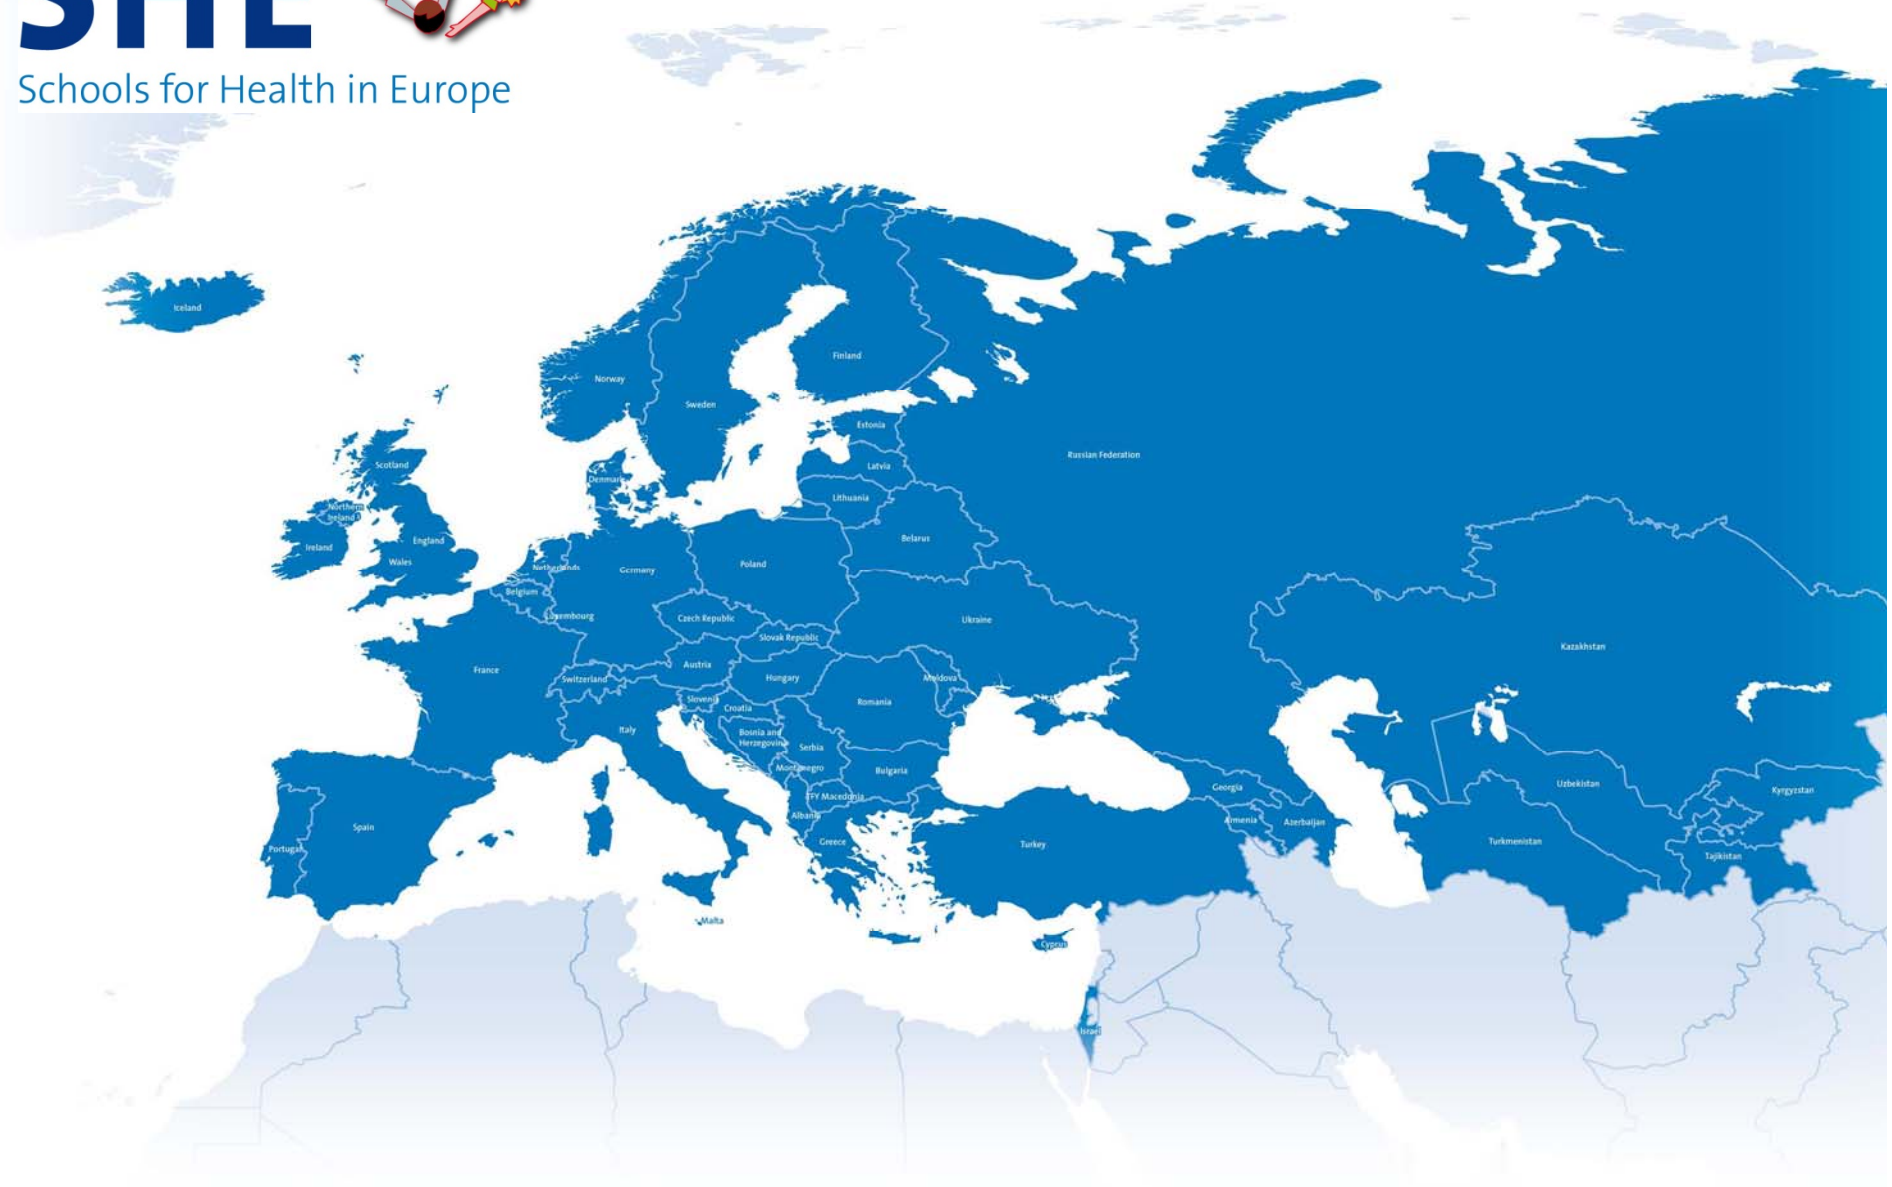 SHE
Schools for Health in Europe
Iceland
Norway
Sweden
Finland
Estonia
Latvia
Lithuania
Russian Federation
Scotland
Northern
Ireland
Ireland
England
Wales
Denmark
Netherlands
Belgium
Luxembourg
Germany
Poland
Belarus
Czech Republic
Slovak Republic
Ukraine
Kazakhstan
France
Switzerland
Austria
Hungary
Moldova
Slovenia
Croatia
Romania
Italy
Bosnia and
Herzegovina
Serbia
Montenegro
Bulgaria
TFY Macedonia
Albania
Greece
Georgia
Armenia
Azerbaijan
Uzbekistan
Kyrgyzstan
Turkmenistan
Tajikistan
Spain
Portugal
Turkey
Malta
Cyprus
Israel